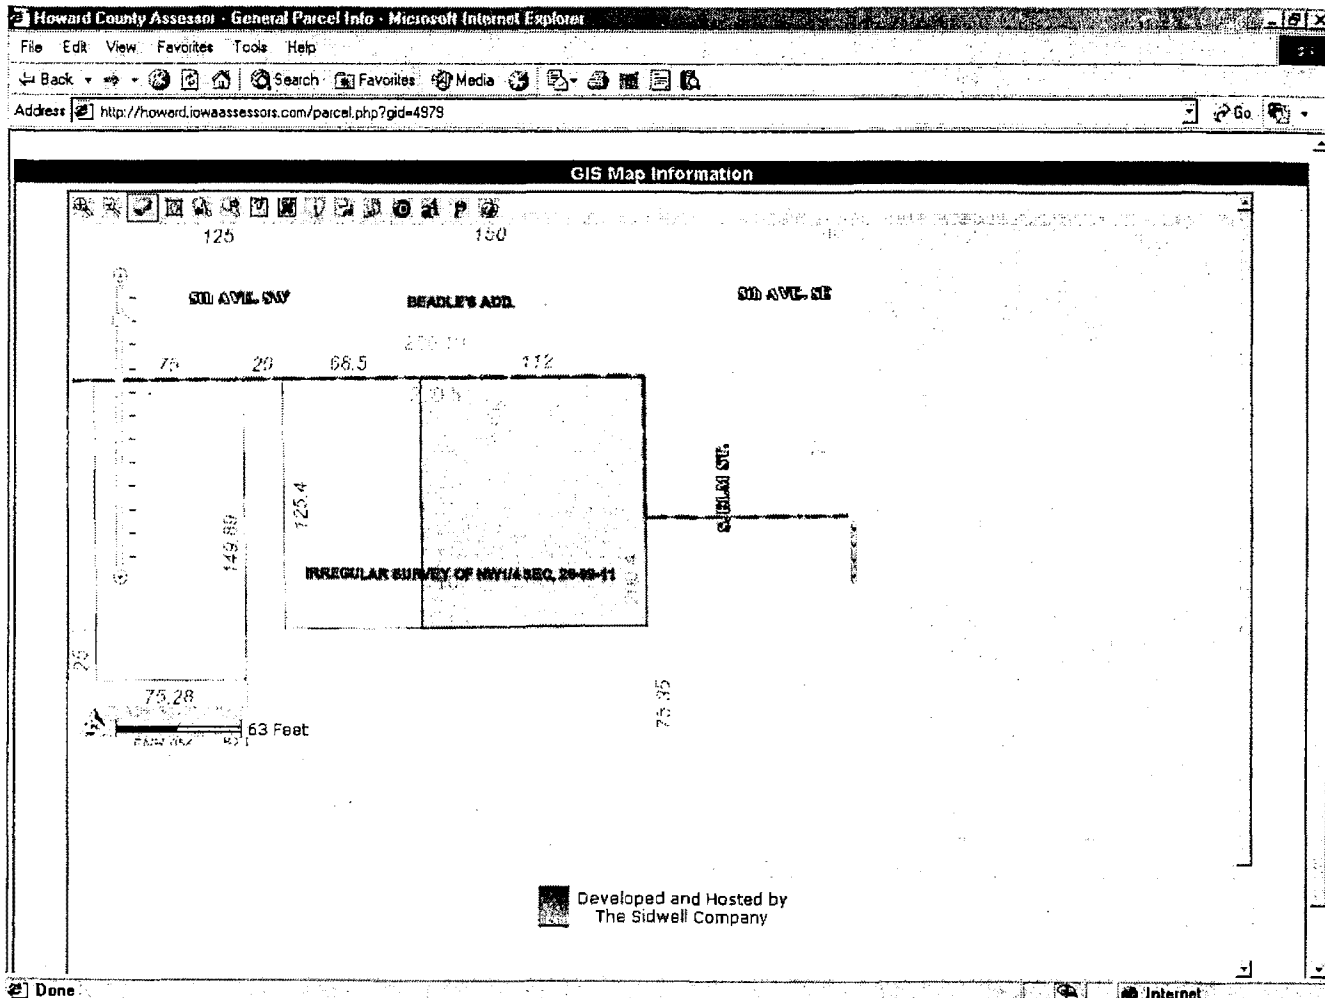 Howard County Assessor - General Parcel Info - Microsoft Internet Explorer
File Edit View Favorites Tools Help
Back Search Favorites Media
Address http://howard.iowaassessors.com/parcel.php?gid=4979 Go
GIS Map Information
125 150
5th AVE. SW BEADLE'S ADD. 5th AVE. SE
75 20 68.5 112
125.4
149.89
S. ELM ST.
IRREGULAR SURVEY OF NW1/4 SEC.
25
75.28
75.35
63 Feet
Developed and Hosted by
The Sidwell Company
Done Internet